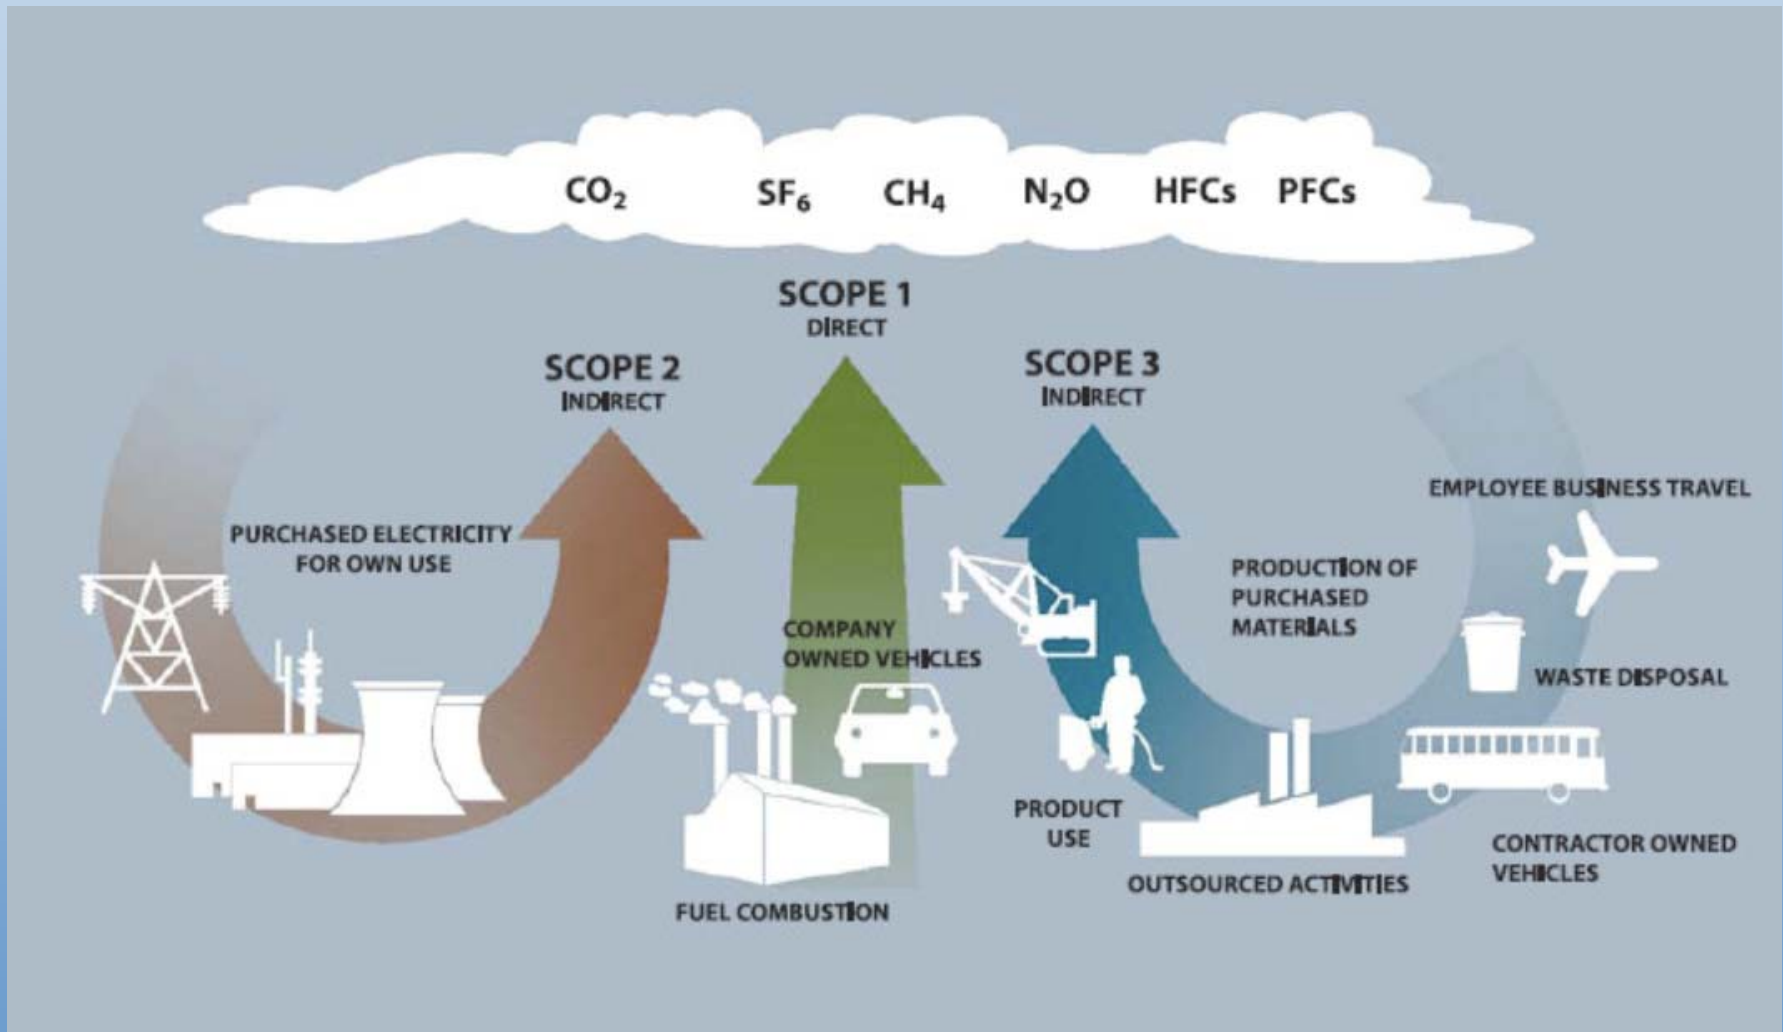 CO₂ SF₆ CH₄ N₂O HFCs PFCs
SCOPE 1
DIRECT
SCOPE 2
INDIRECT
SCOPE 3
INDIRECT
PURCHASED ELECTRICITY
FOR OWN USE
COMPANY
OWNED VEHICLES
FUEL COMBUSTION
PRODUCT
USE
PRODUCTION OF
PURCHASED
MATERIALS
OUTSOURCED ACTIVITIES
EMPLOYEE BUSINESS TRAVEL
WASTE DISPOSAL
CONTRACTOR OWNED
VEHICLES